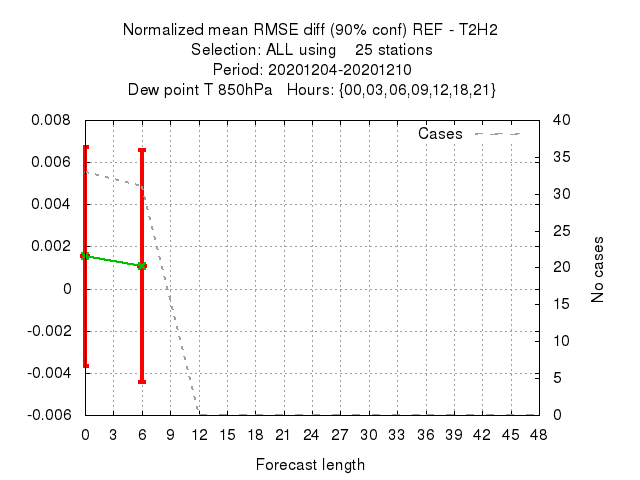 Normalized mean RMSE diff (90% conf) REF - T2H2
Selection: ALL using 25 stations
Period: 20201204-20201210
Dew point T 850hPa Hours: {00,03,06,09,12,18,21}
0.008
0.006
0.004
0.002
0
-0.002
-0.004
-0.006
Cases
40
35
30
25
20
15
10
5
0
No cases
0 3 6 9 12 15 18 21 24 27 30 33 36 39 42 45 48
Forecast length